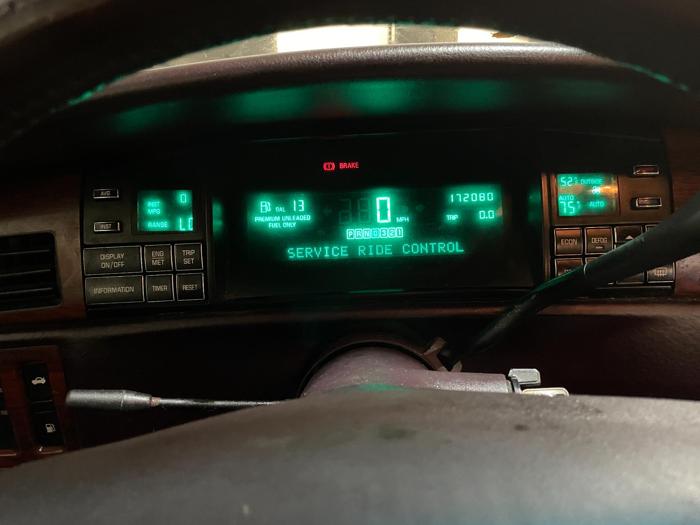 BRAKE
AVG
INST
INST 0
MPG
RANGE
DISPLAY ON/OFF
ENG MET
TRIP SET
INFORMATION
TIMER
RESET
GAL 13
PREMIUM UNLEADED
FUEL ONLY
0 MPH
172080
TRIP 0.0
SERVICE RIDE CONTROL
52° OUTSIDE
AUTO
75°
AUTO
ECON
DEFOG